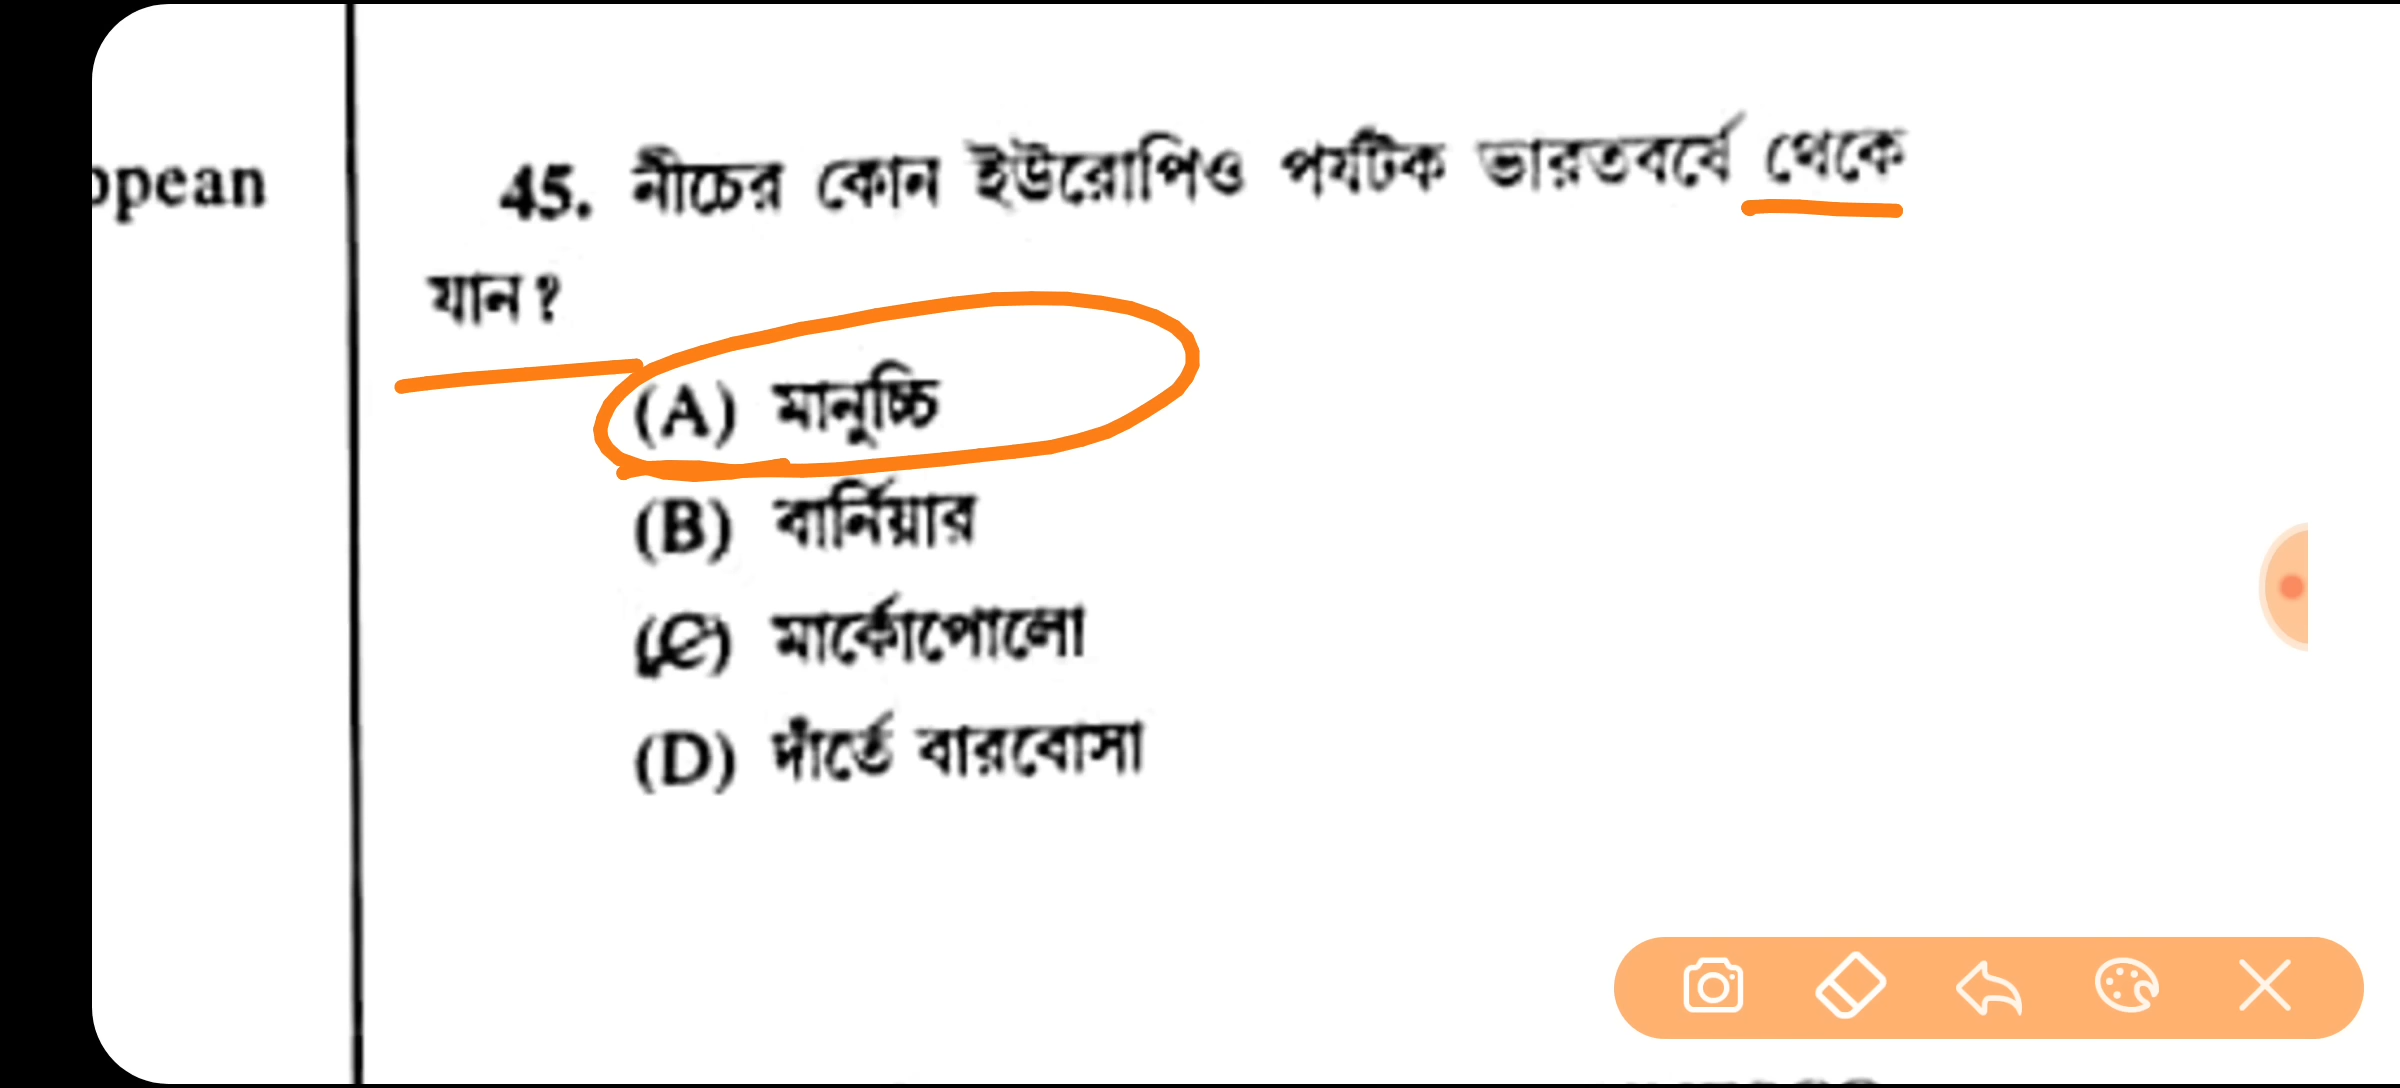 opean
45. নীচের কোন ইউরোপিও পর্যটক ভারতবর্ষে থেকে
যান ?
(A) মানুচ্চি
(B) বার্নিয়ার
(C) মার্কোপোলো
(D) দাঁর্তে বারবোসা